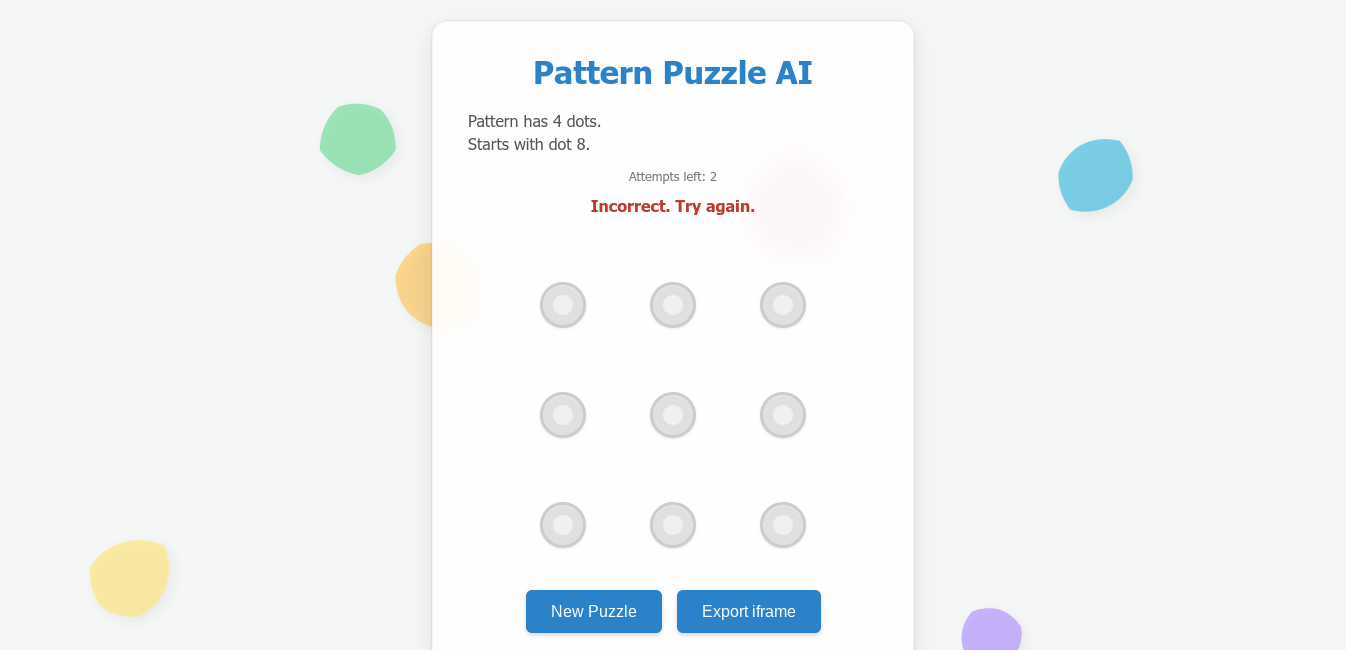 Pattern Puzzle AI
Pattern has 4 dots.
Starts with dot 8.
Attempts left: 2
Incorrect. Try again.
New Puzzle
Export iframe